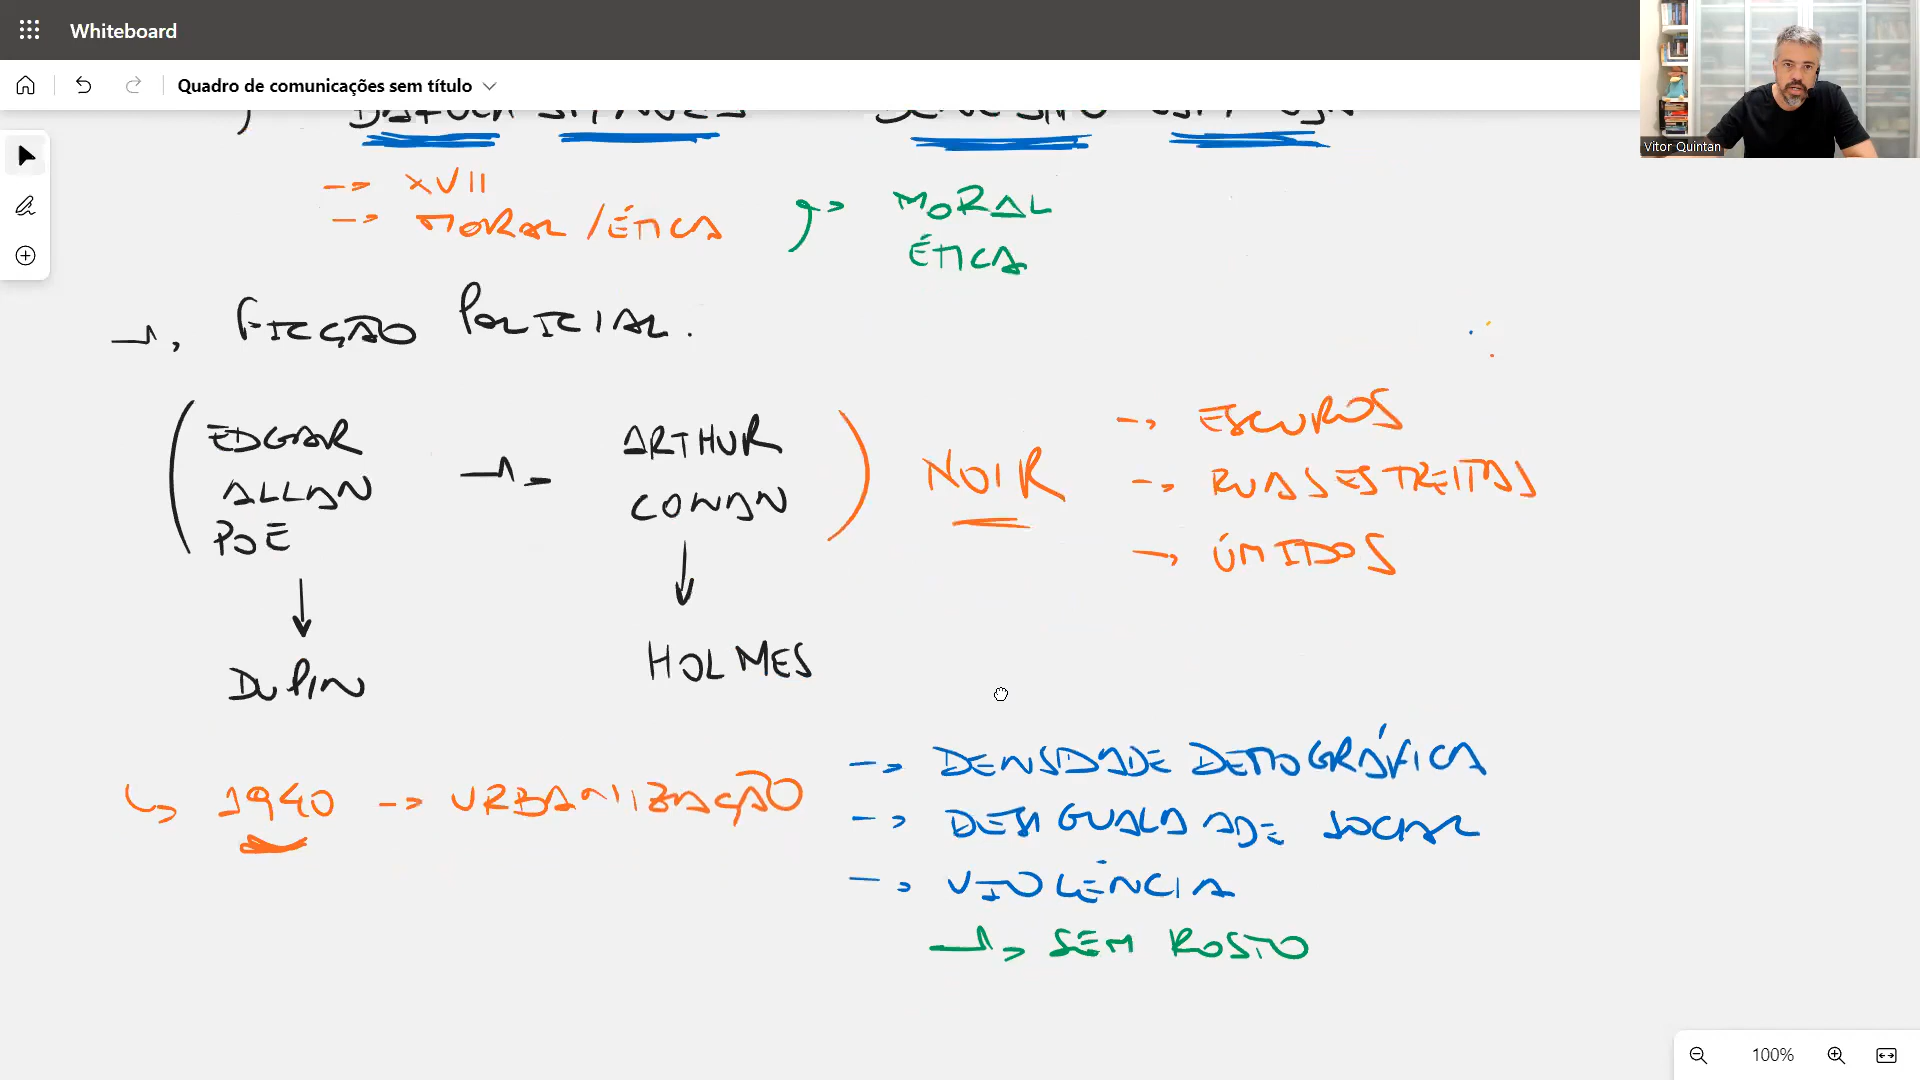 Whiteboard
Quadro de comunicações sem título
Vitor Quintan
→ XVII
→ MORAL / ÉTICA
→ MORAL
ÉTICA
→ FICÇÃO POLICIAL.
(EDGAR
ALLAN
POE
→ ARTHUR
CONAN)
NOIR
→ ESCUROS
→ RUAS ESTREITAS
→ ÚMIDOS
↓
DUPIN
↓
HOLMES
↳ 1940 → URBANIZAÇÃO
→ DENSIDADE DEMOGRÁFICA
→ DESIGUALDADE SOCIAL
→ VIOLÊNCIA
→ SEM ROSTO
100%